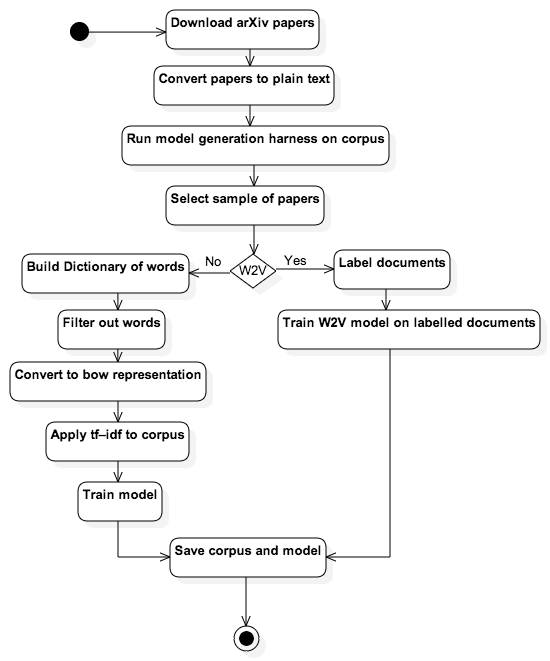 Download arXiv papers
Convert papers to plain text
Run model generation harness on corpus
Select sample of papers
No
W2V
Yes
Build Dictionary of words
Label documents
Filter out words
Train W2V model on labelled documents
Convert to bow representation
Apply tf–idf to corpus
Train model
Save corpus and model